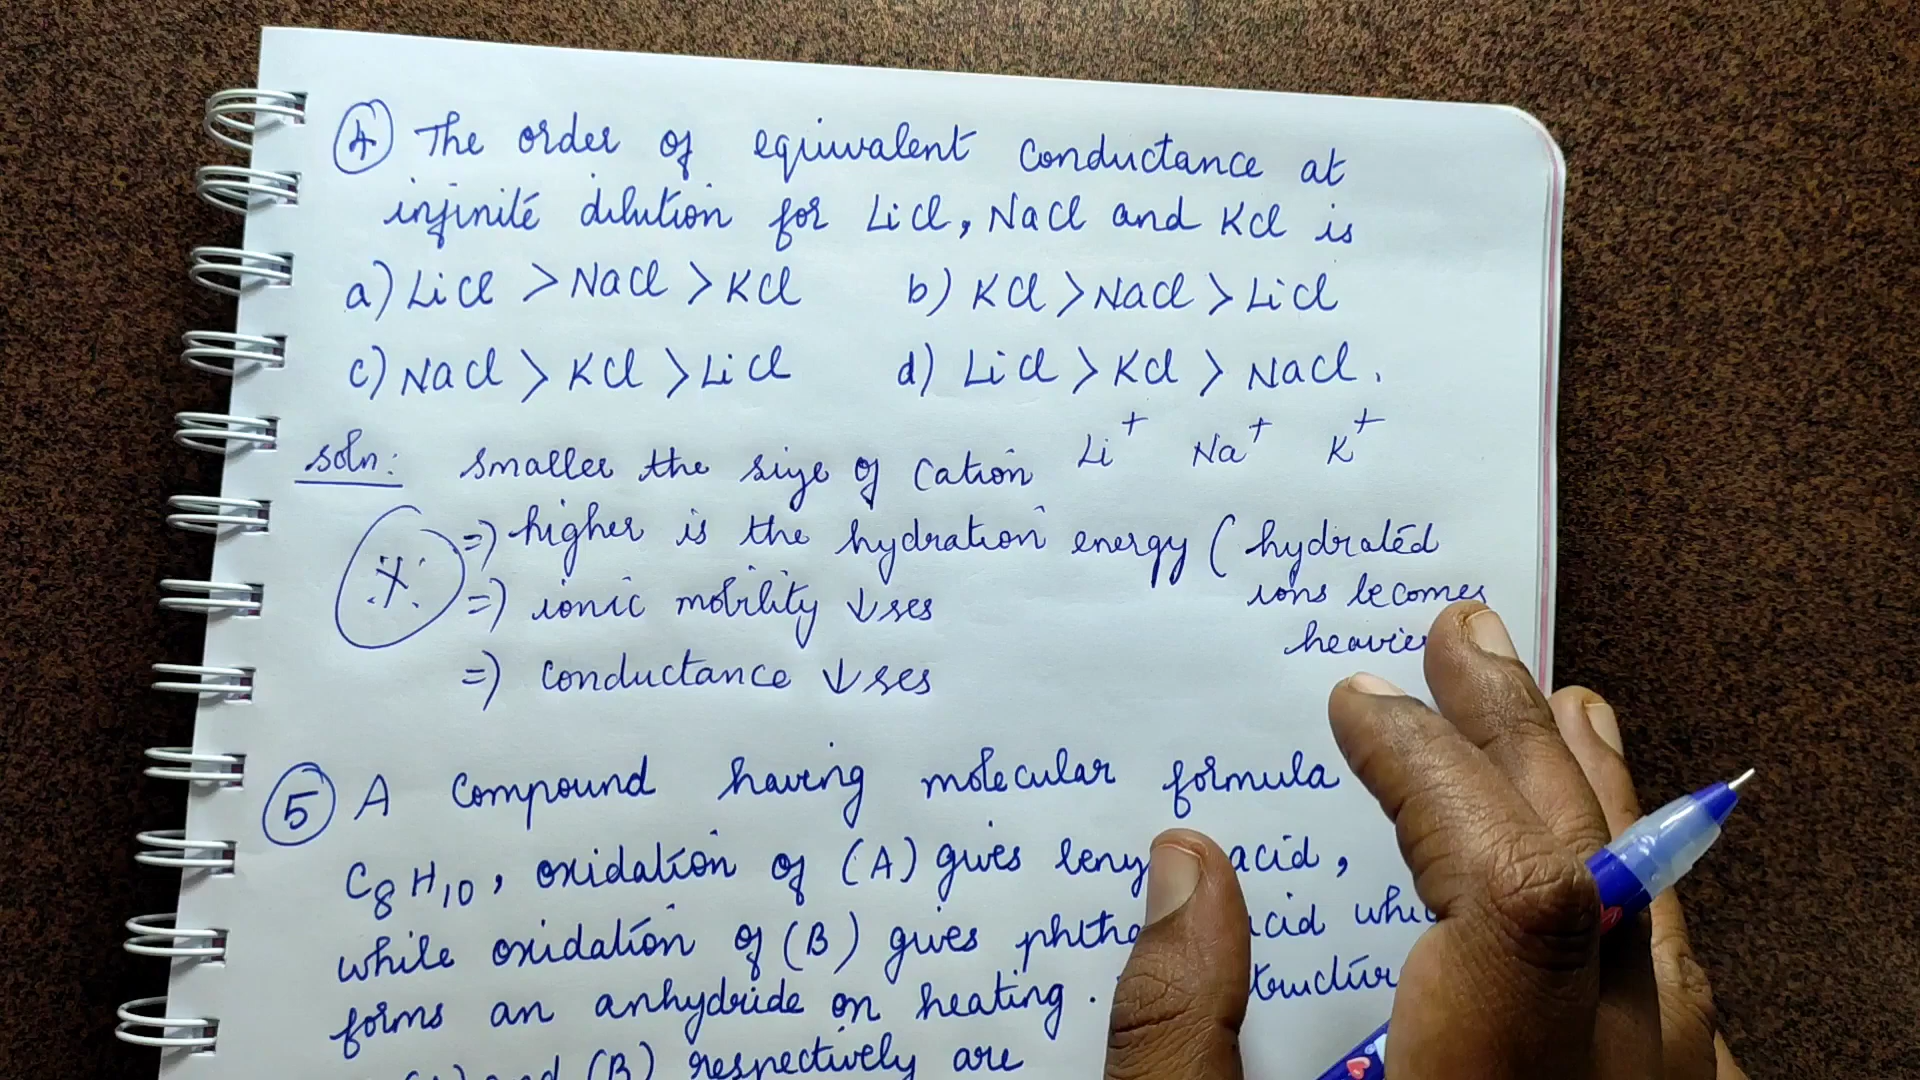 4 The order of equivalent conductance at
infinite dilution for LiCl, NaCl and KCl is
a) LiCl > NaCl > KCl b) KCl > NaCl > LiCl
c) NaCl > KCl > LiCl d) LiCl > KCl > NaCl.
soln: smaller the size of cation Li⁺ Na⁺ K⁺
=) higher is the hydration energy ( hydrated
ions becomes
heavier
=) ionic mobility ↓ses
=) conductance ↓ses
5 A compound having molecular formula
C₈H₁₀, oxidation of (A) gives acid,
while oxidation of (B) gives
forms an anhydride on heating.
and (B) respectively are